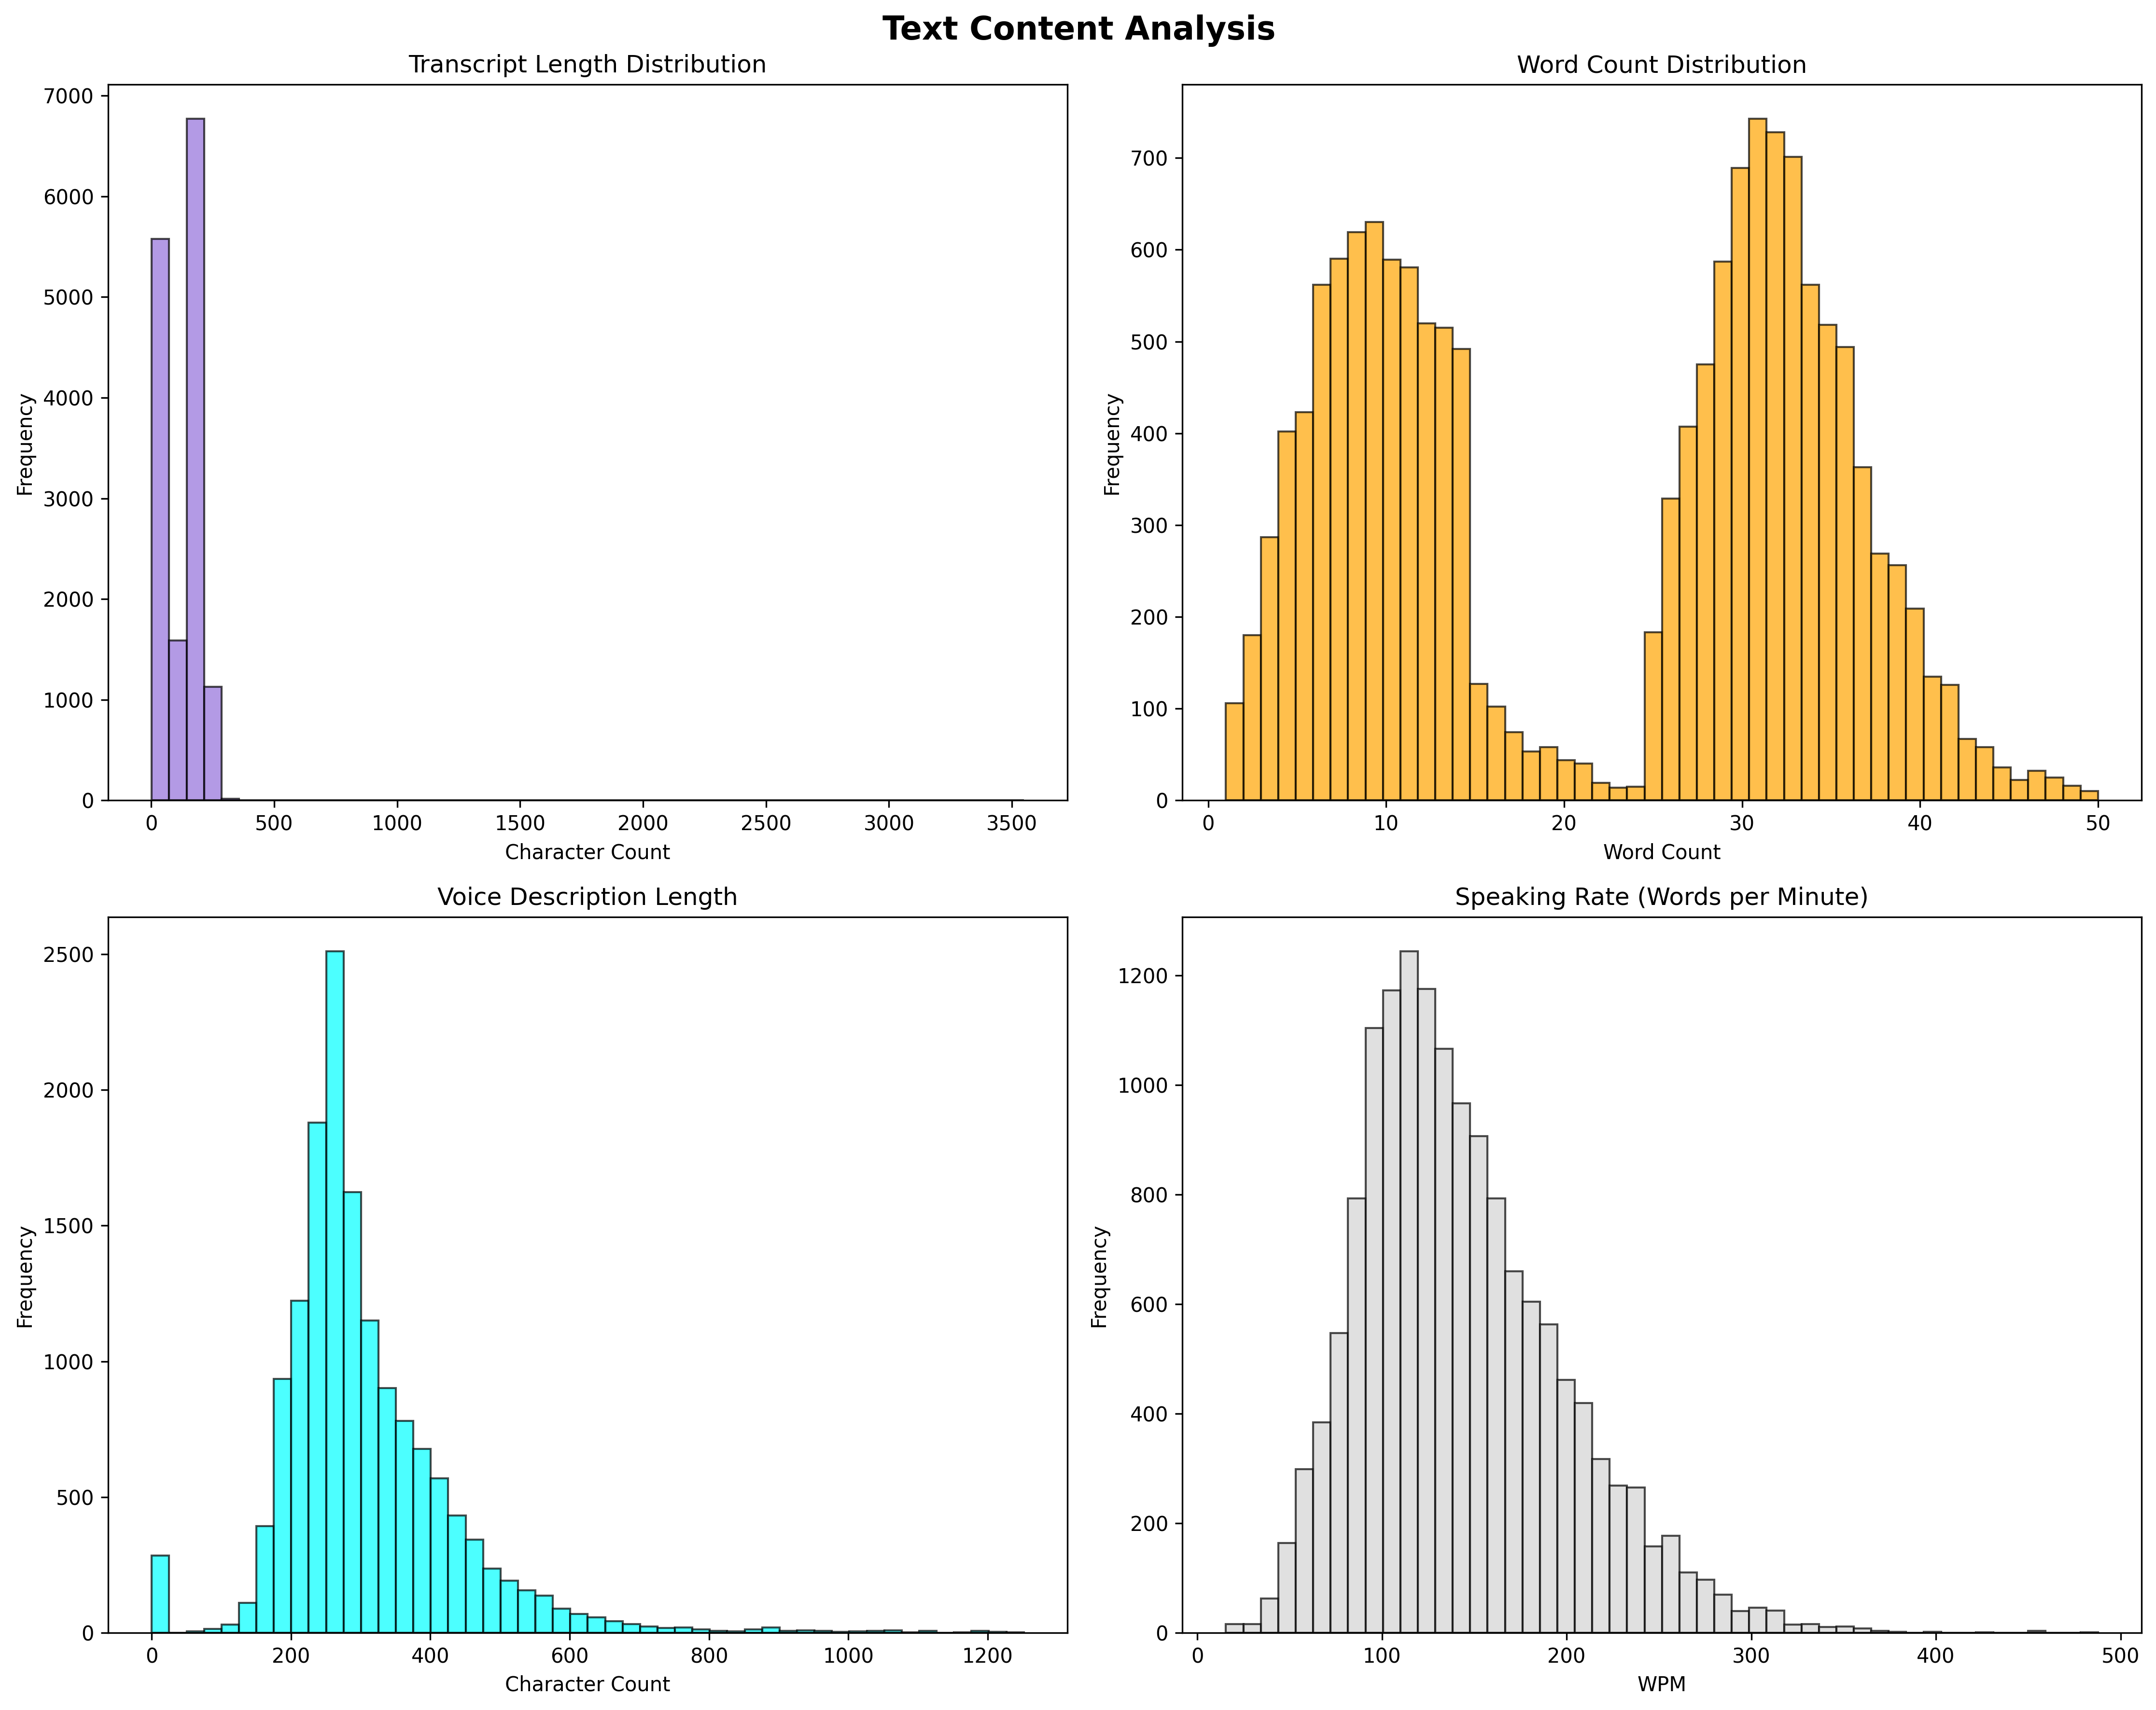 Text Content Analysis
Transcript Length Distribution
7000
6000
5000
4000
3000
2000
1000
0
Frequency
0 500 1000 1500 2000 2500 3000 3500
Character Count
Word Count Distribution
700
600
500
400
300
200
100
0
Frequency
0 10 20 30 40 50
Word Count
Voice Description Length
2500
2000
1500
1000
500
0
Frequency
0 200 400 600 800 1000 1200
Character Count
Speaking Rate (Words per Minute)
1200
1000
800
600
400
200
0
Frequency
0 100 200 300 400 500
WPM